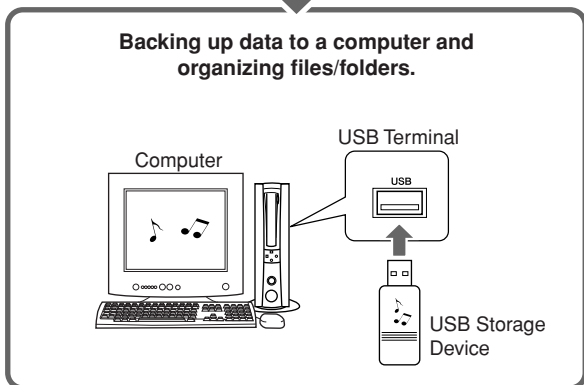 Backing up data to a computer and
organizing files/folders.
USB Terminal
Computer
USB
USB Storage
Device